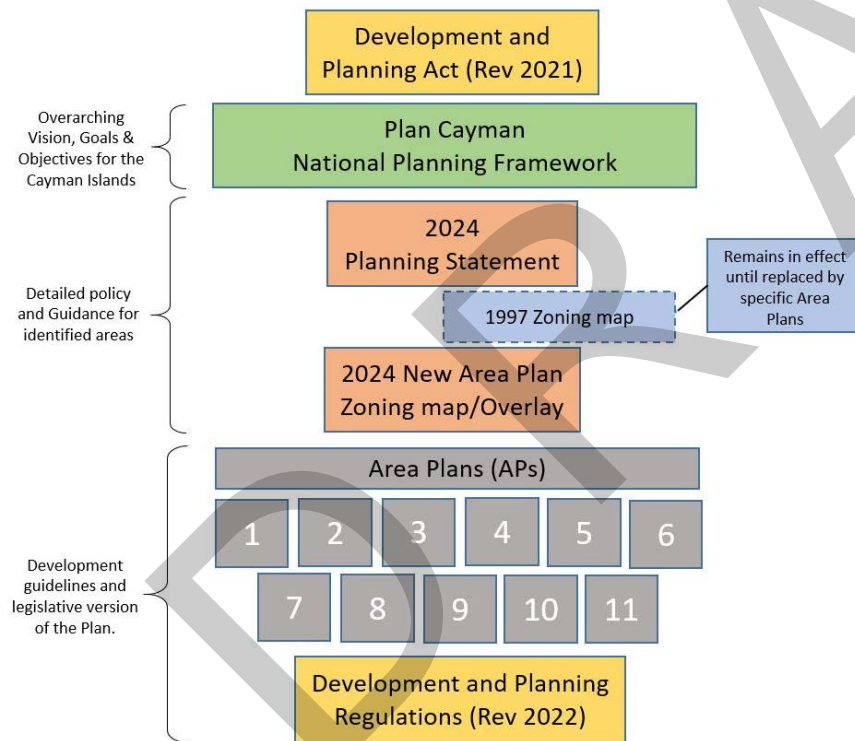 Development and
Planning Act (Rev 2021)
Overarching
Vision, Goals &
Objectives for the
Cayman Islands
Plan Cayman
National Planning Framework
2024
Planning Statement
Remains in effect
until replaced by
specific Area
Plans
Detailed policy
and Guidance for
identified areas
1997 Zoning map
2024 New Area Plan
Zoning map/Overlay
Area Plans (APs)
1 2 3 4 5 6
7 8 9 10 11
Development
guidelines and
legislative version
of the Plan.
Development and Planning
Regulations (Rev 2022)
D R A